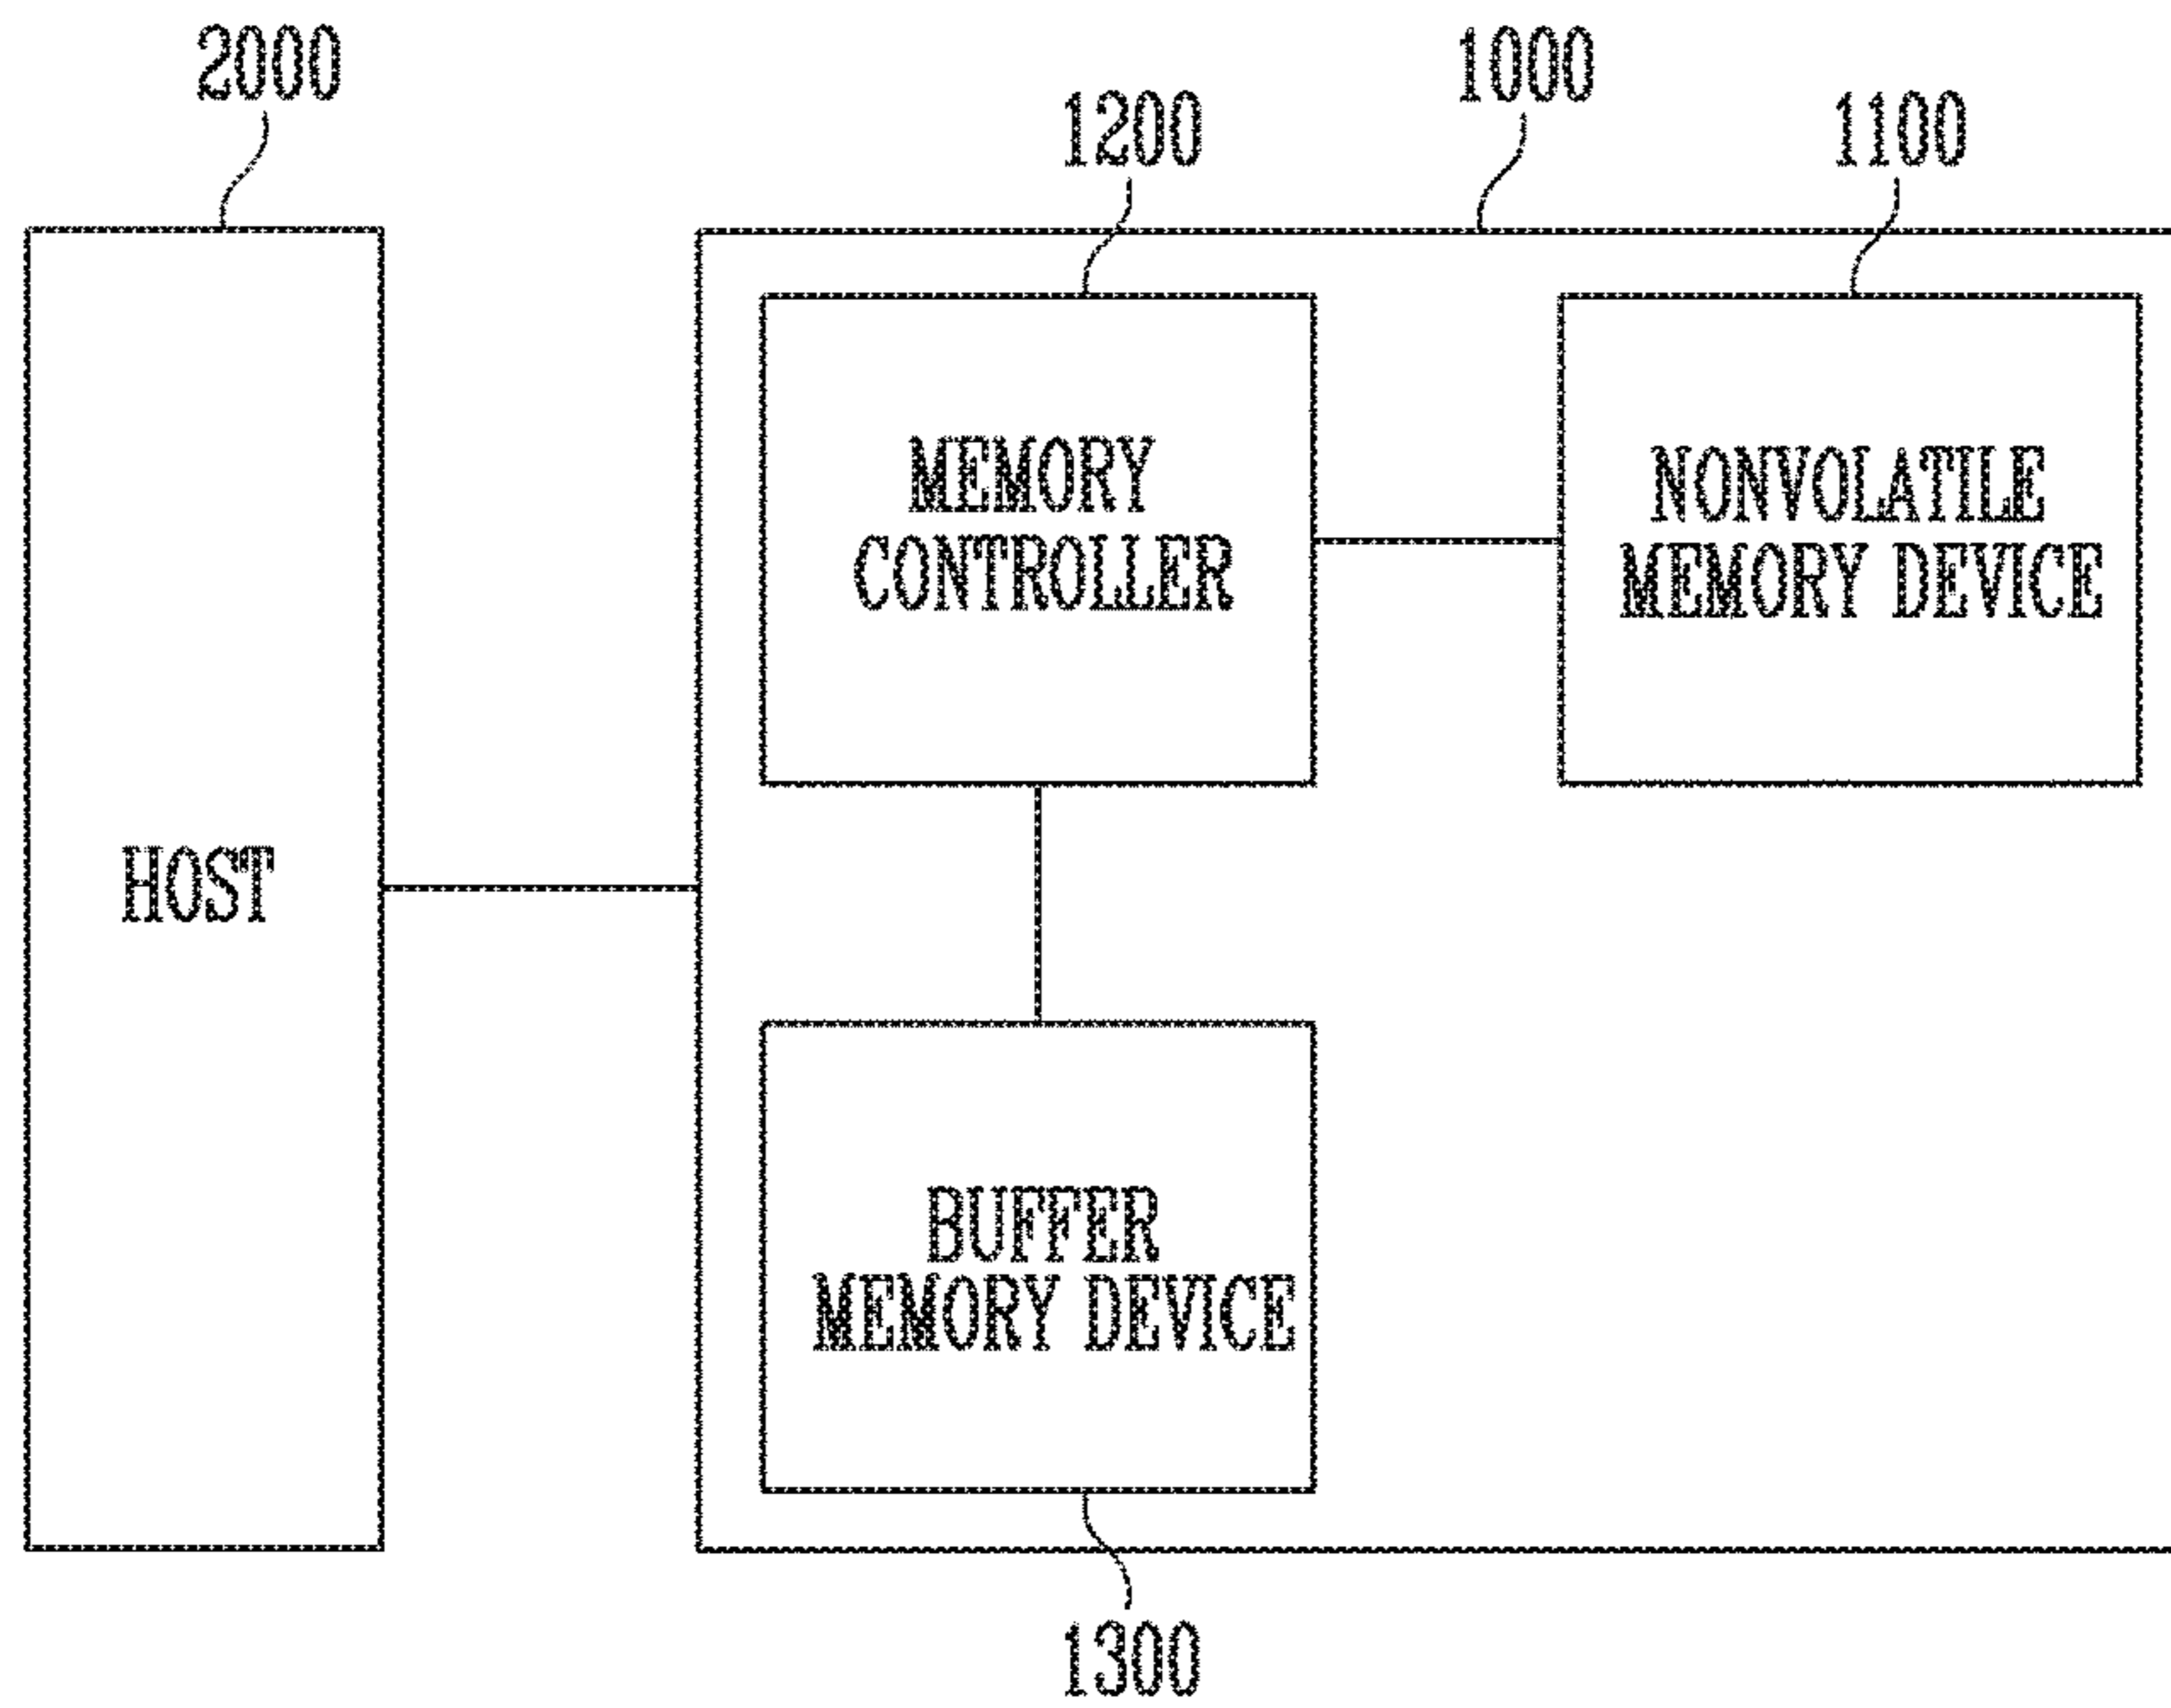 2000
1000
1200
1100
MEMORY
CONTROLLER
NONVOLATILE
MEMORY DEVICE
HOST
BUFFER
MEMORY DEVICE
1300